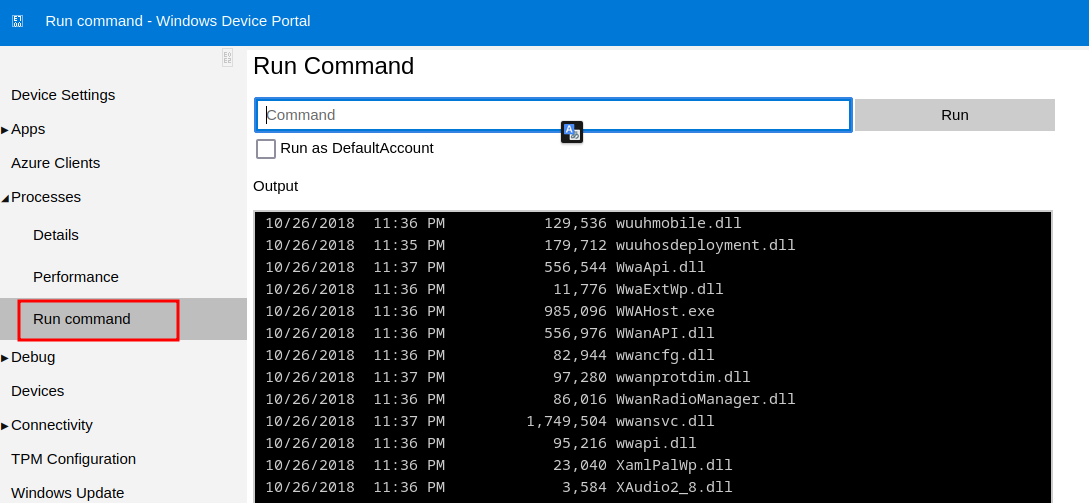 Run command - Windows Device Portal
Device Settings
Apps
Azure Clients
Processes
Details
Performance
Run command
Debug
Devices
Connectivity
TPM Configuration
Windows Update
Run Command
Command
Run
Run as DefaultAccount
Output
10/26/2018 11:36 PM 129,536 wuuhmobile.dll
10/26/2018 11:35 PM 179,712 wuuhosdeployment.dll
10/26/2018 11:37 PM 556,544 WwaApi.dll
10/26/2018 11:36 PM 11,776 WwaExtWp.dll
10/26/2018 11:36 PM 985,096 WWAHost.exe
10/26/2018 11:36 PM 556,976 WWanAPI.dll
10/26/2018 11:36 PM 82,944 wwancfg.dll
10/26/2018 11:37 PM 97,280 wwanprotdim.dll
10/26/2018 11:36 PM 86,016 WwanRadioManager.dll
10/26/2018 11:37 PM 1,749,504 wwansvc.dll
10/26/2018 11:36 PM 95,216 wwapi.dll
10/26/2018 11:36 PM 23,040 XamlPalWp.dll
10/26/2018 11:36 PM 3,584 XAudio2_8.dll